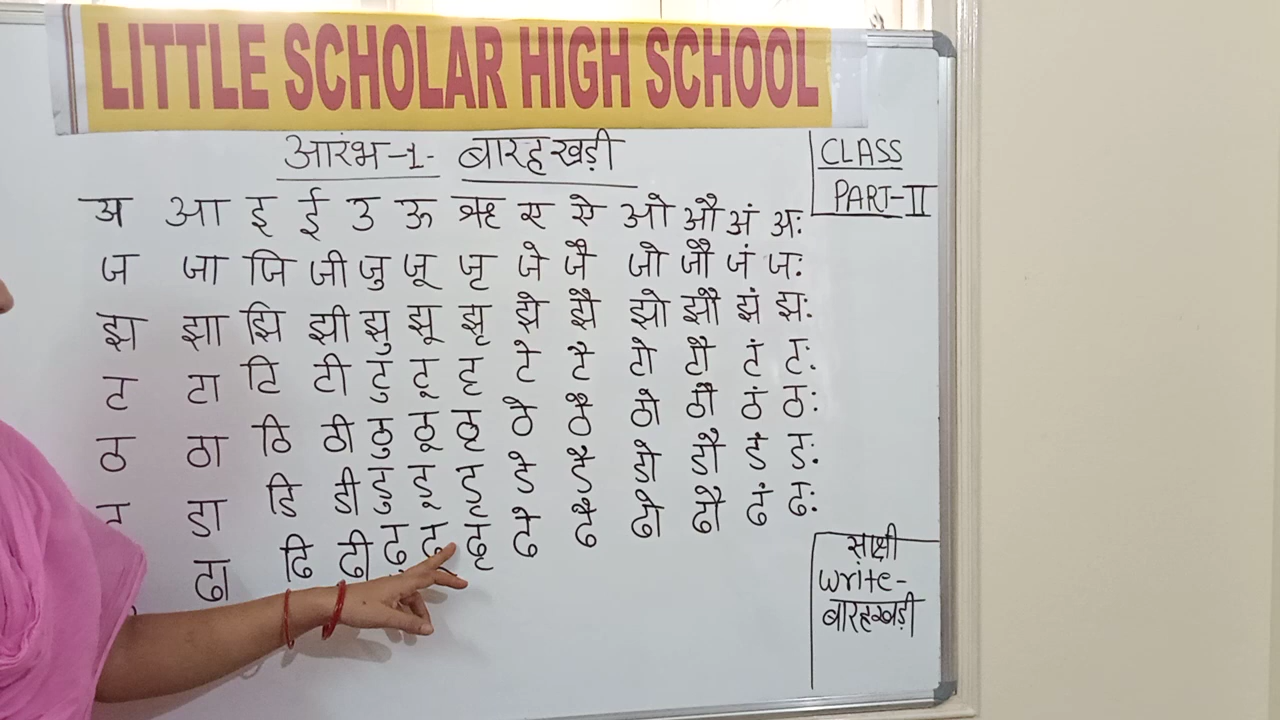 LITTLE SCHOLAR HIGH SCHOOL
आरंभ-1- बारहखड़ी
CLASS
PART-II
अ आ इ ई उ ऊ ऋ ए ऐ ओ औ अं अः
ज जा जि जी जु जू जृ जे जै जो जौ जं जः
झ झा झि झी झु झू झृ झे झै झो झौ झं झः
ट टा टि टी टु टू टृ टे टै टो टौ टं टः
ठ ठा ठि ठी ठु ठू ठृ ठे ठै ठो ठौ ठं ठः
डा डि डी डु डू डृ डे डै डो डौ डं डः
ढा ढि ढी ढु ढृ ढे ढै ढो ढौ ढं ढः
साक्षी
write-
बारहखड़ी